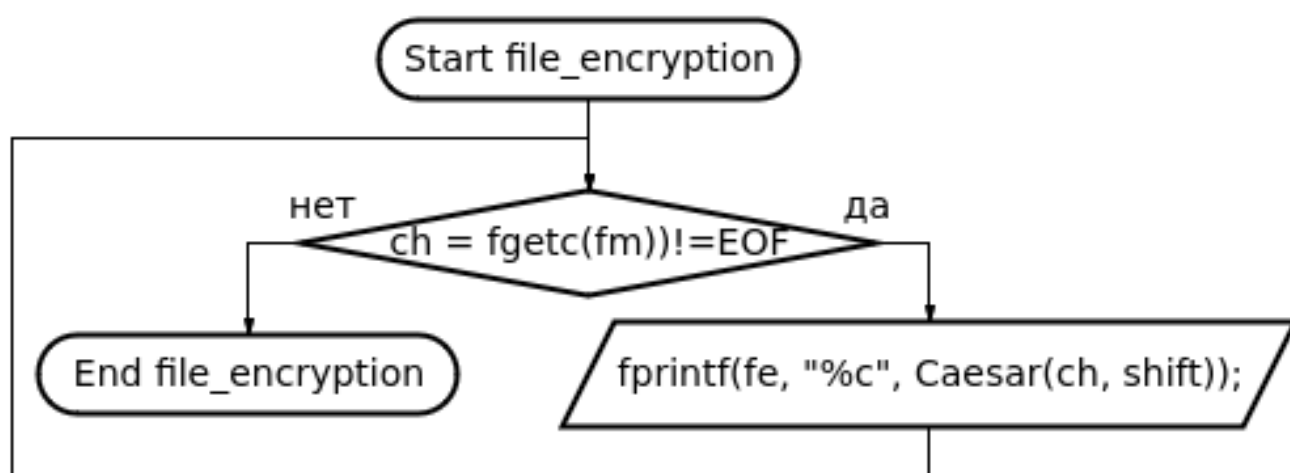 Start file_encryption
нет
да
ch = fgetc(fm))!=EOF
End file_encryption
fprintf(fe, "%c", Caesar(ch, shift));